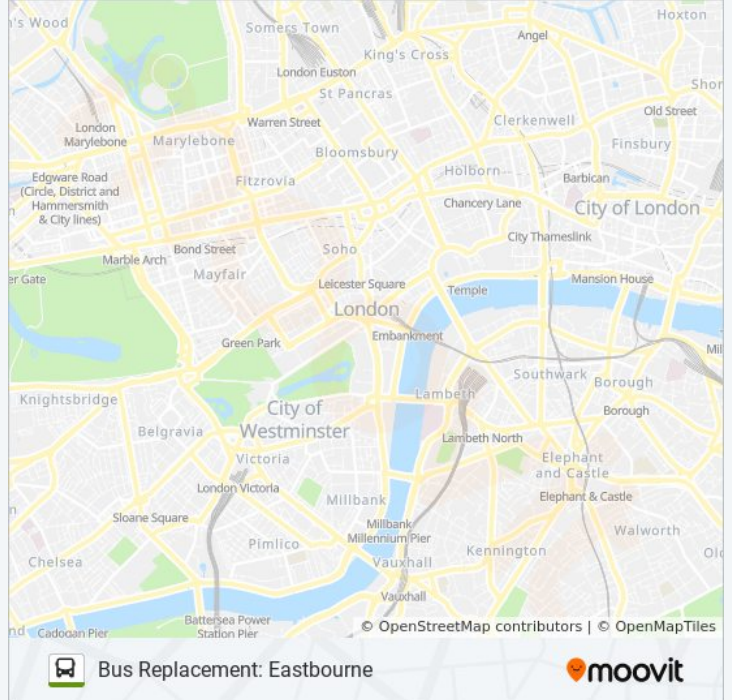 's Wood
Somers Town
Hoxton
Angel
King's Cross
London Euston
St Pancras
Shor
Old Street
Warren Street
Clerkenwell
London
Marylebone
Marylebone
Finsbury
Bloomsbury
Holborn
Edgware Road
(Circle, District and
Hammersmith
& City lines)
Fitzrovia
Barbican
Chancery Lane
City of London
n
City Thameslink
Bond Street
Soho
Marble Arch
Mayfair
er Gate
Leicester Square
Temple
Mansion House
London
Embankment
Green Park
Mil
Southwark
Borough
Knightsbridge
Lambeth
City of
Westminster
Borough
Belgravia
Lambeth North
Victoria
Elephant
and Castle
London Victoria
Millbank
Elephant & Castle
n
Sloane Square
Millbank
Millennium Pier
Walworth
Pimlico
Kennington
Old
Chelsea
Vauxhall
Vauxhall
Battersea Power
Station Pier
nd
Cadogan Pier
© OpenStreetMap contributors | © OpenMapTiles
Bus Replacement: Eastbourne
moovit